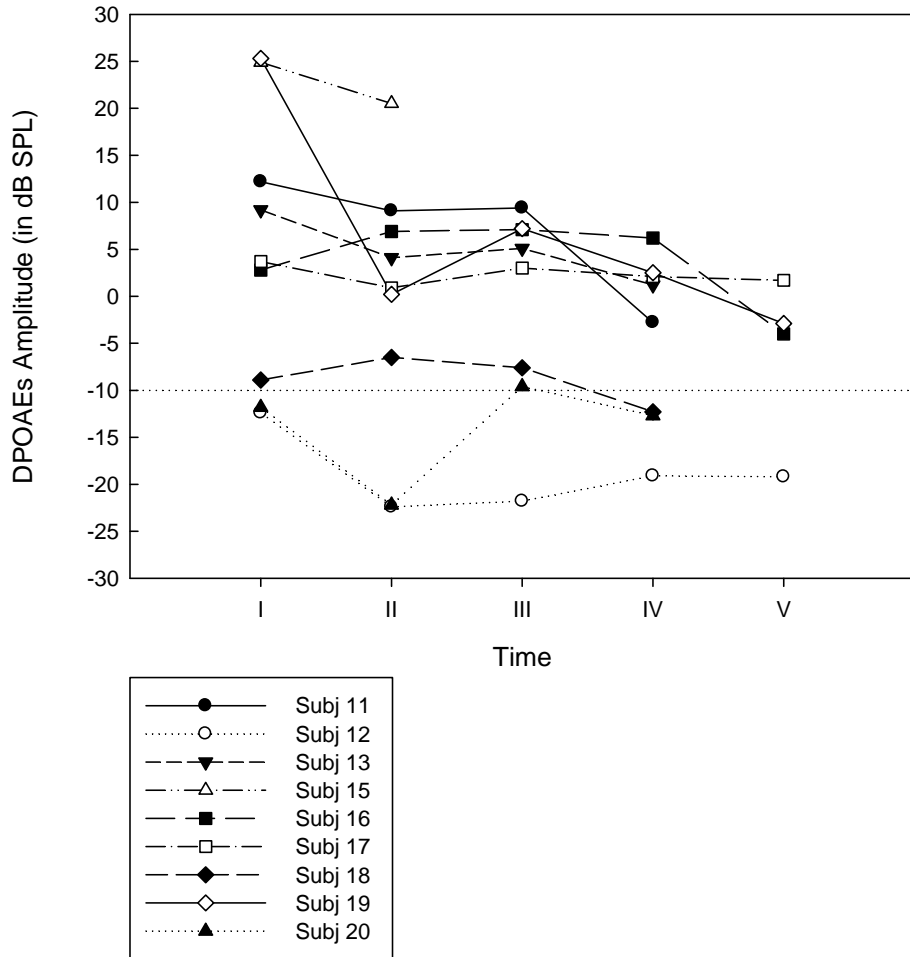 30
25
20
15
10
5
0
-5
-10
-15
-20
-25
-30
DPOAEs Amplitude (in dB SPL)
I II III IV V
Time
Subj 11
Subj 12
Subj 13
Subj 15
Subj 16
Subj 17
Subj 18
Subj 19
Subj 20